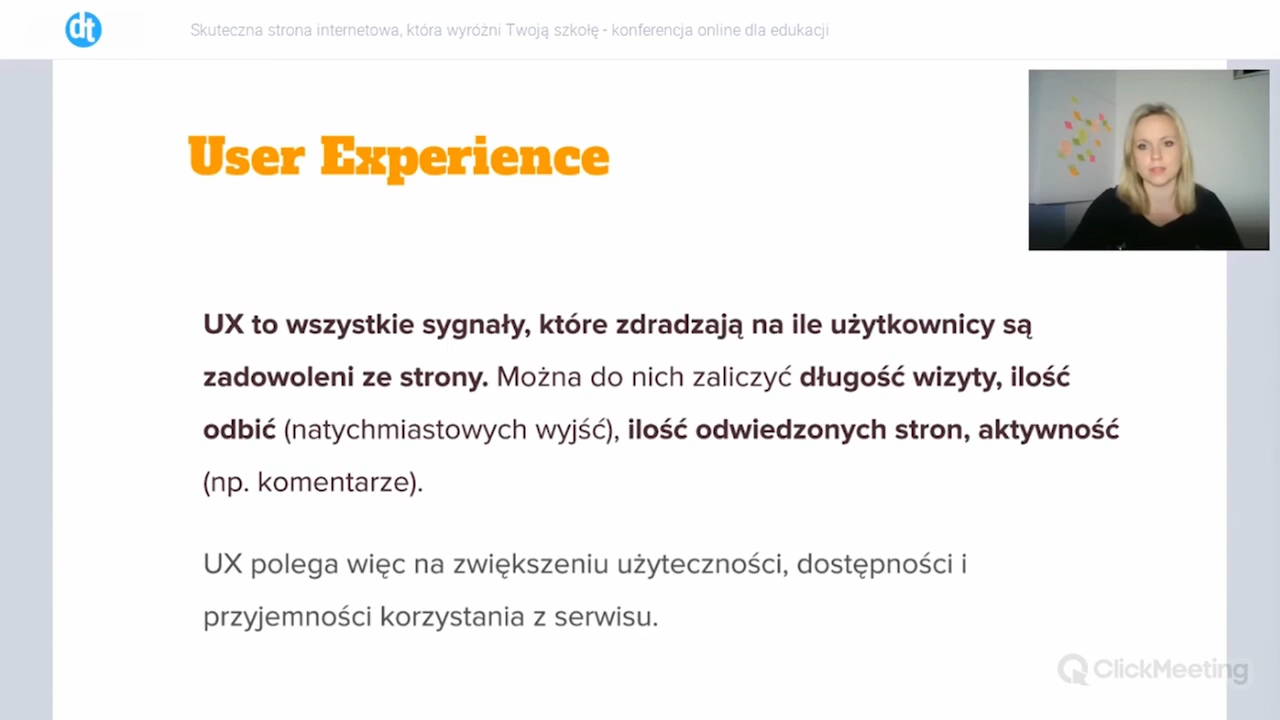 dt
Skuteczna strona internetowa, która wyróżni Twoją szkołę - konferencja online dla edukacji
User Experience
UX to wszystkie sygnały, które zdradzają na ile użytkownicy są
zadowoleni ze strony. Można do nich zaliczyć długość wizyty, ilość
odbić (natychmiastowych wyjść), ilość odwiedzonych stron, aktywność
(np. komentarze).
UX polega więc na zwiększeniu użyteczności, dostępności i
przyjemności korzystania z serwisu.
ClickMeeting